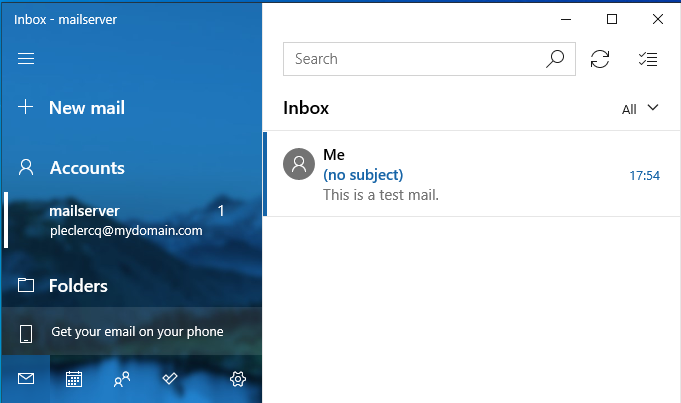 Inbox - mailserver
New mail
Accounts
mailserver 1
pleclercq@mydomain.com
Folders
Get your email on your phone
Search
Inbox
All
Me
(no subject)
17:54
This is a test mail.